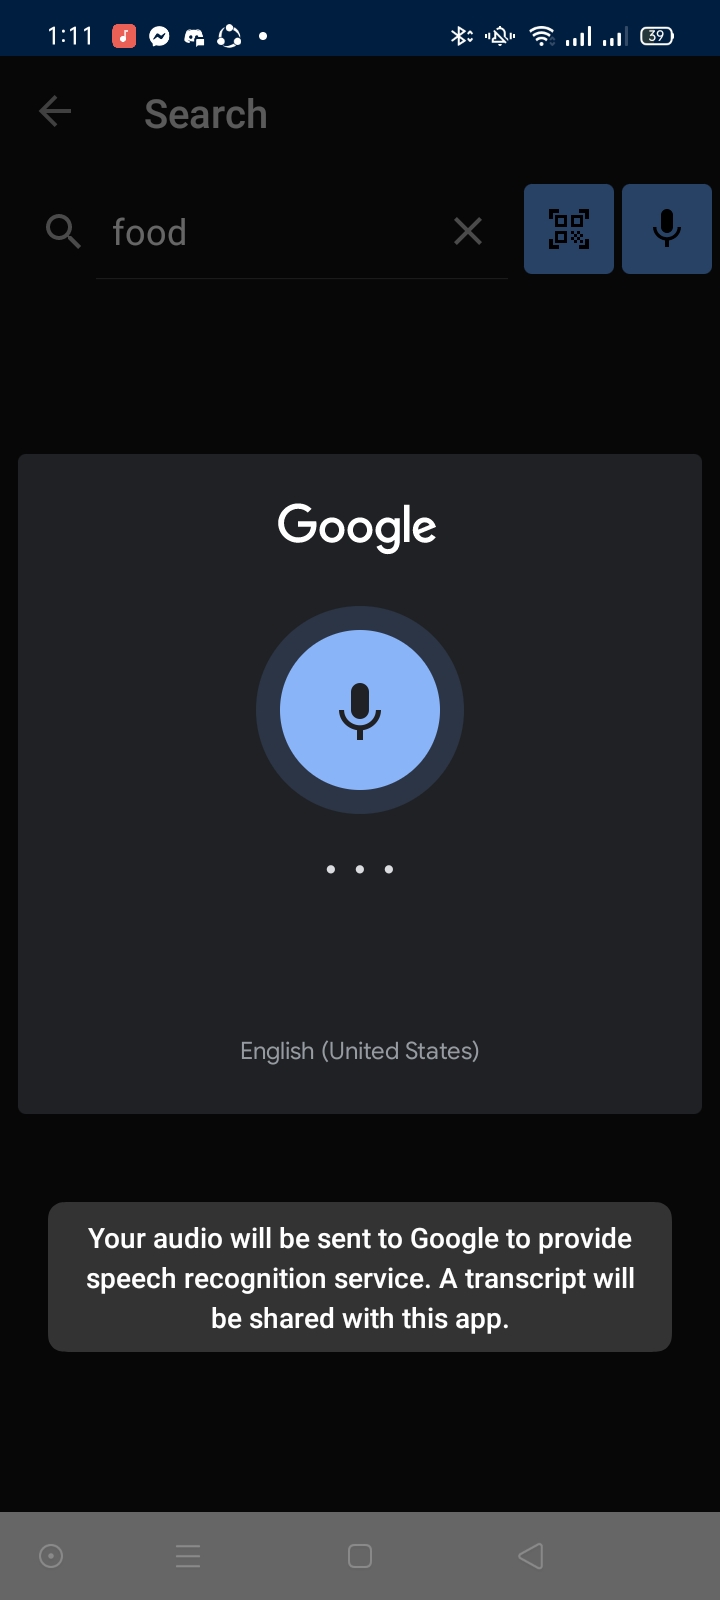 1:11
39
Search
food
Google
English (United States)
Your audio will be sent to Google to provide
speech recognition service. A transcript will
be shared with this app.